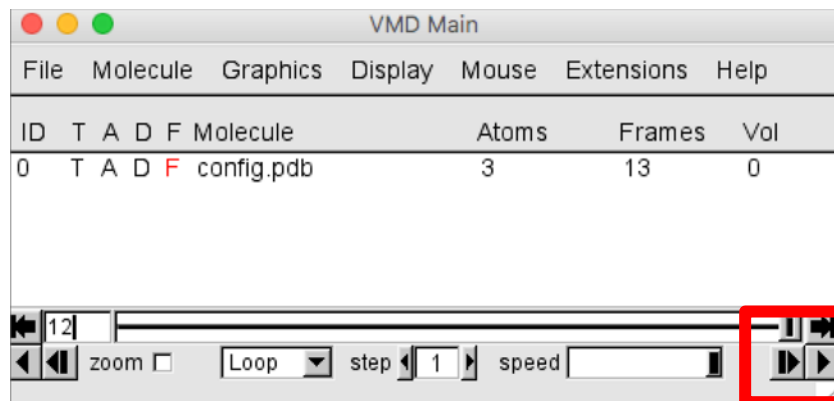 VMD Main
File Molecule Graphics Display Mouse Extensions Help
ID T A D F Molecule Atoms Frames Vol
0 T A D F config.pdb 3 13 0
12
zoom Loop step 1 speed